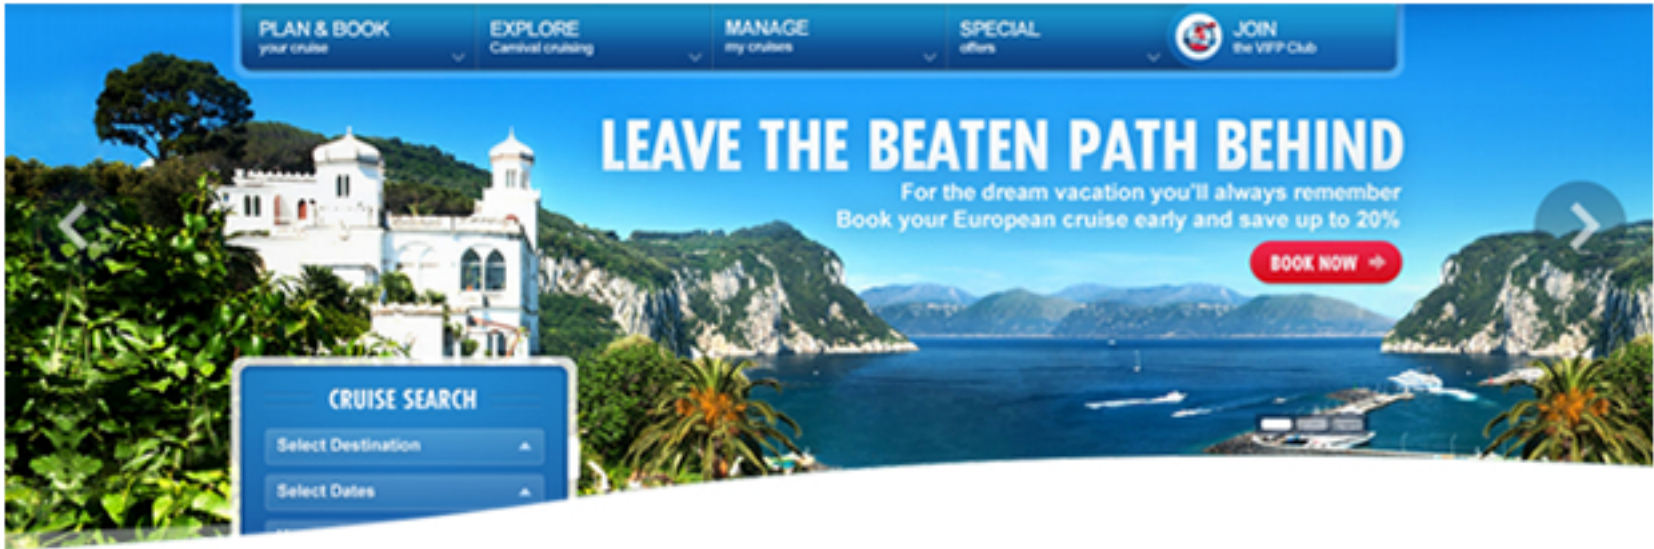 PLAN & BOOK
your cruise
EXPLORE
Carnival cruising
MANAGE
my cruises
SPECIAL
offers
JOIN
the VIFP Club
LEAVE THE BEATEN PATH BEHIND
For the dream vacation you'll always remember
Book your European cruise early and save up to 20%
BOOK NOW
CRUISE SEARCH
Select Destination
Select Dates